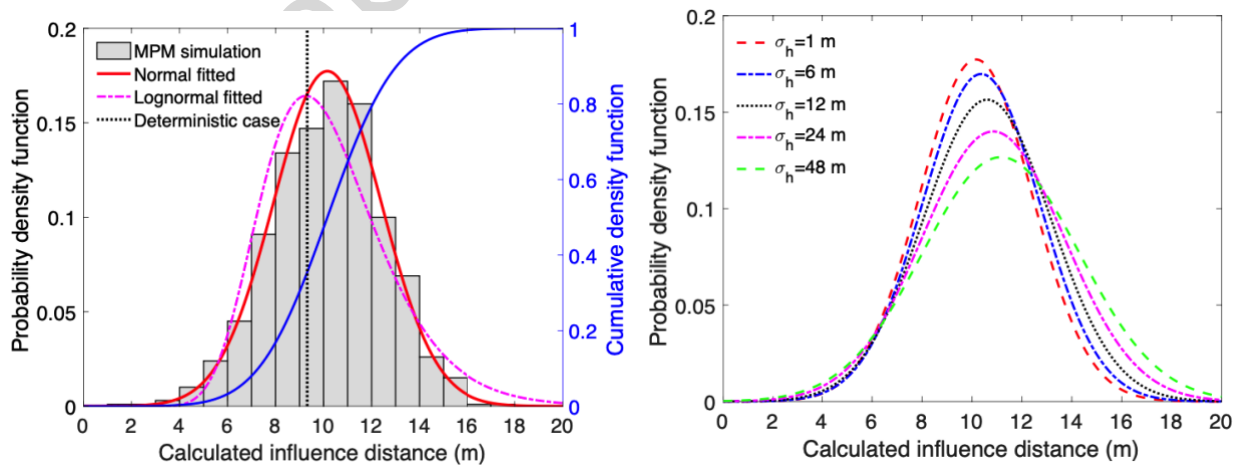 MPM simulation
Normal fitted
Lognormal fitted
Deterministic case
0.2
0.15
0.1
0.05
0
Probability density function
0 2 4 6 8 10 12 14 16 18 20
Calculated influence distance (m)
1
0.8
0.6
0.4
0.2
0
Cumulative density function
σh=1 m
σh=6 m
σh=12 m
σh=24 m
σh=48 m
0.2
0.15
0.1
0.05
0
Probability density function
0 2 4 6 8 10 12 14 16 18 20
Calculated influence distance (m)